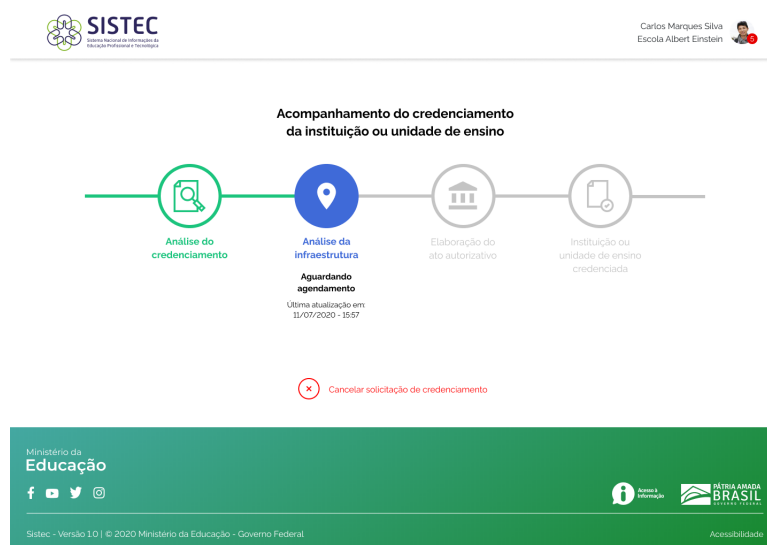 SISTEC
Sistema Nacional de Informações da
Educação Profissional e Tecnológica
Carlos Marques Silva
Escola Albert Einstein
5
Acompanhamento do credenciamento
da instituição ou unidade de ensino
Análise do
credenciamento
Análise da
infraestrutura
Aguardando
agendamento
Última atualização em:
11/07/2020 - 15:57
Elaboração do
ato autorizativo
Instituição ou
unidade de ensino
credenciada
Cancelar solicitação de credenciamento
Ministério da
Educação
Acesso à
Informação
PÁTRIA AMADA
BRASIL
GOVERNO FEDERAL
Sistec - Versão 1.0 | © 2020 Ministério da Educação - Governo Federal
Acessibilidade